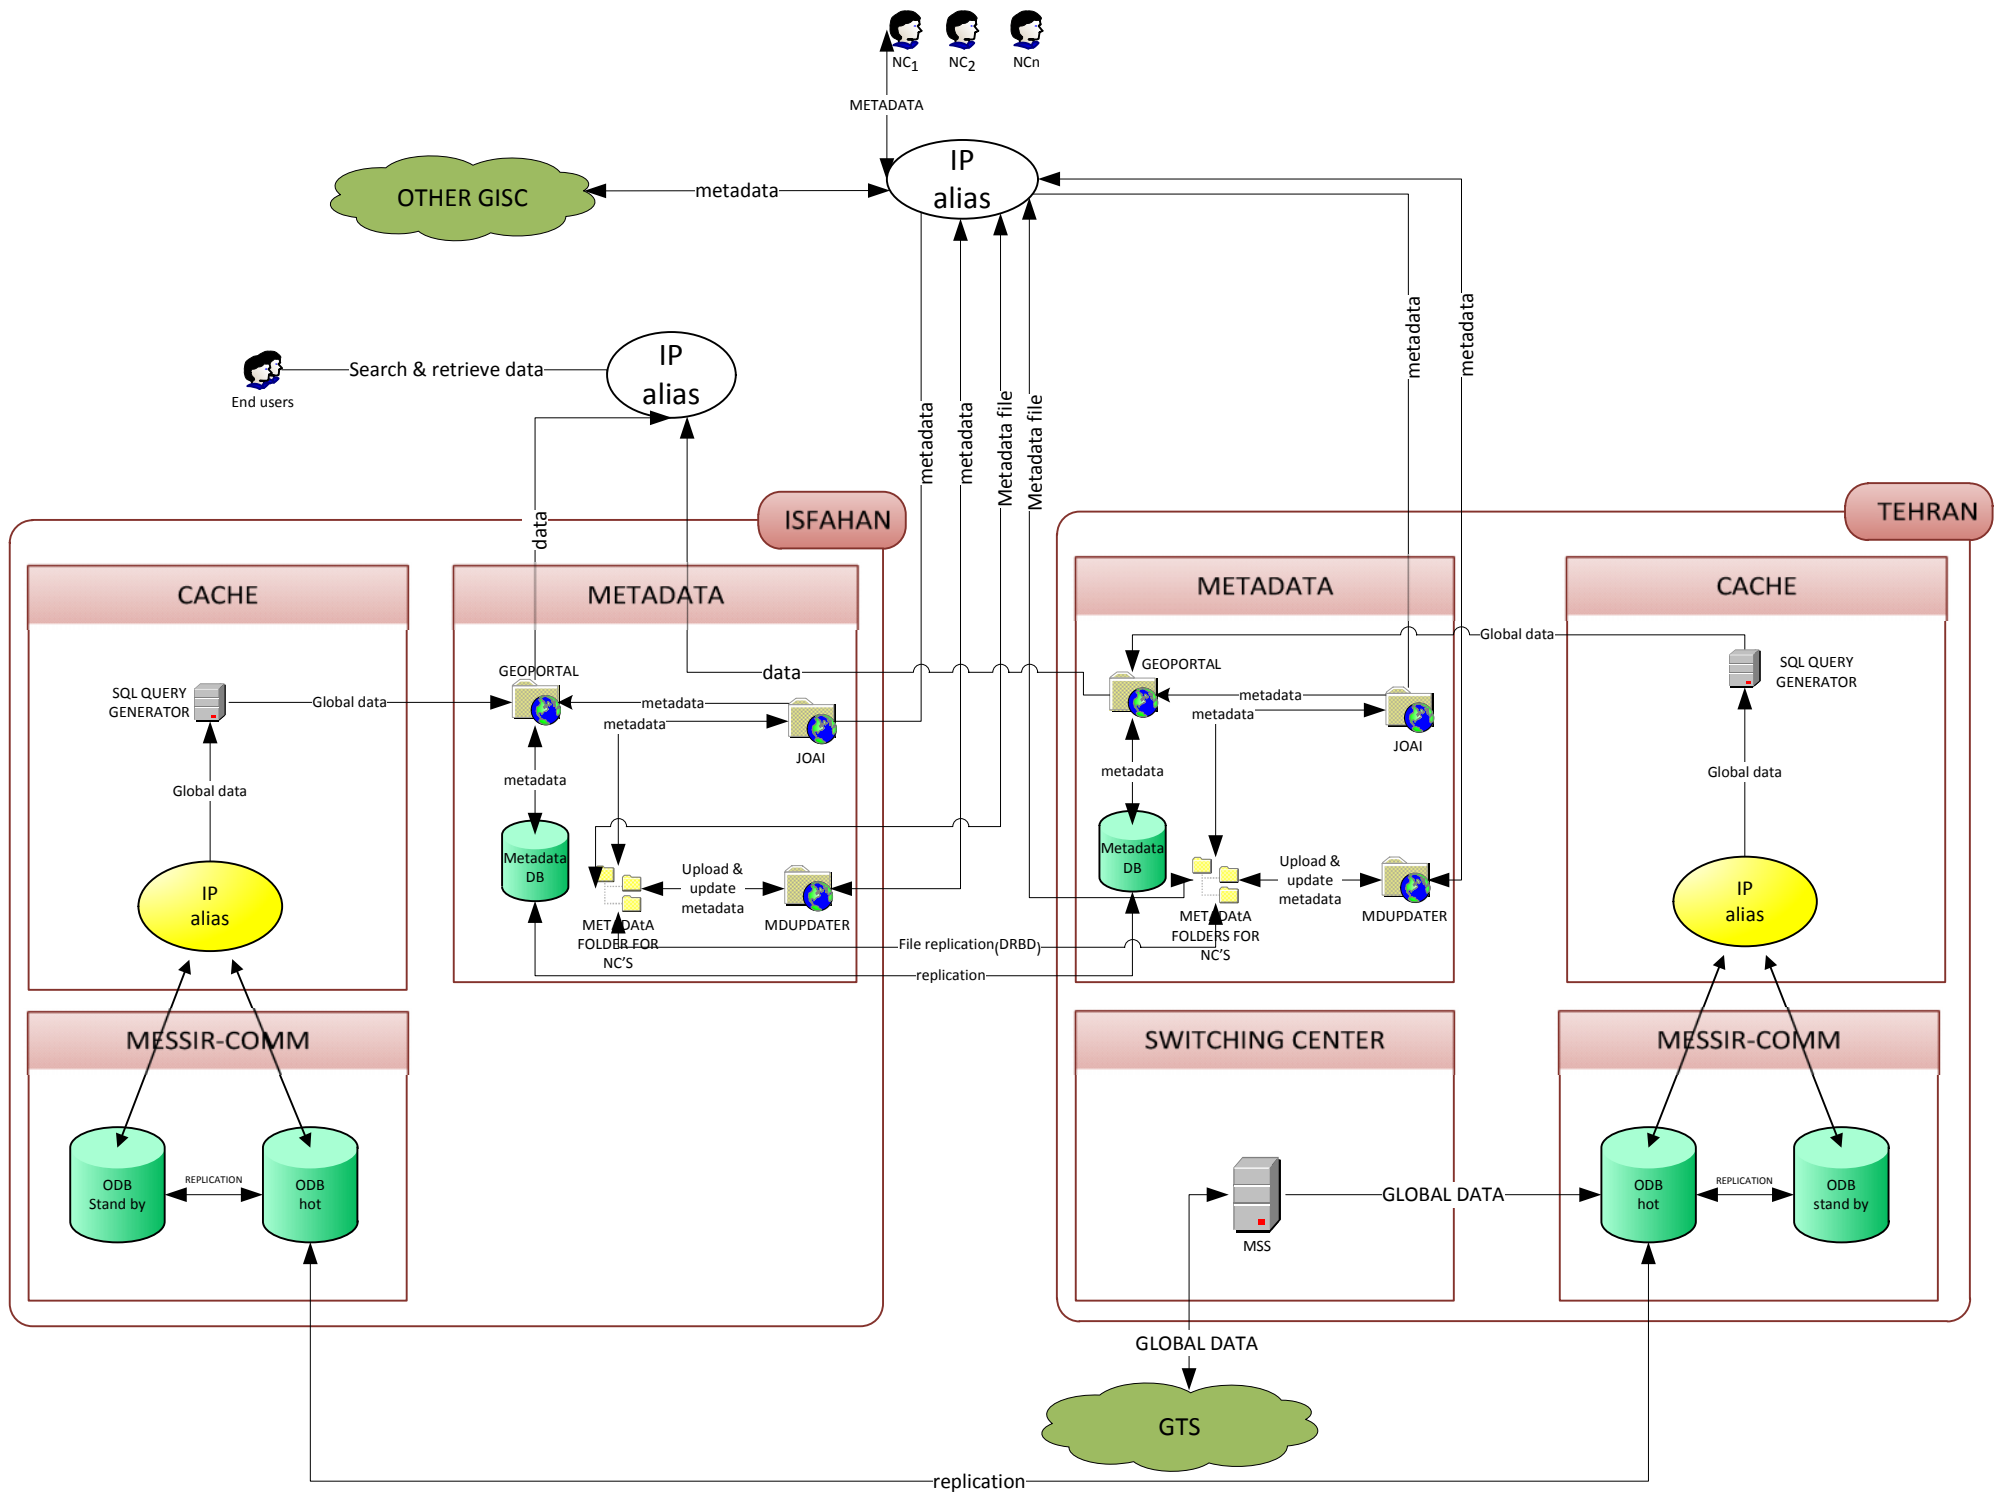 NC1
NC2
NCn
METADATA
IP
alias
OTHER GISC
metadata
End users
Search & retrieve data
IP
alias
metadata
metadata
Metadata file
Metadata file
metadata
metadata
data
ISFAHAN
CACHE
METADATA
SQL QUERY
GENERATOR
Global data
GEOPORTAL
data
metadata
metadata
JOAI
Global data
metadata
IP
alias
Metadata
DB
Upload &
update
metadata
METADAtA
FOLDER FOR
NC'S
MDUPDATER
File replication(DRBD)
replication
MESSIR-COMM
ODB
Stand by
REPLICATION
ODB
hot
TEHRAN
METADATA
CACHE
GEOPORTAL
Global data
SQL QUERY
GENERATOR
metadata
metadata
JOAI
metadata
Global data
Metadata
DB
Upload &
update
metadata
METADAtA
FOLDERS FOR
NC'S
MDUPDATER
IP
alias
SWITCHING CENTER
MESSIR-COMM
MSS
GLOBAL DATA
ODB
hot
REPLICATION
ODB
stand by
GLOBAL DATA
GTS
replication